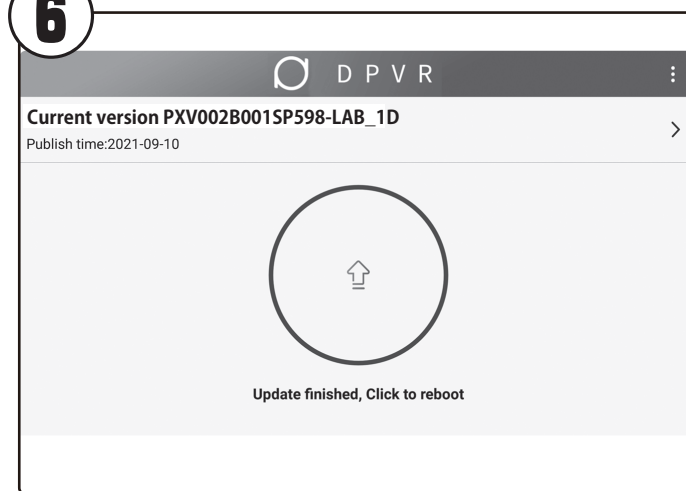 6
DPVR
Current version PXV002B001SP598-LAB_1D
Publish time:2021-09-10
Update finished, Click to reboot